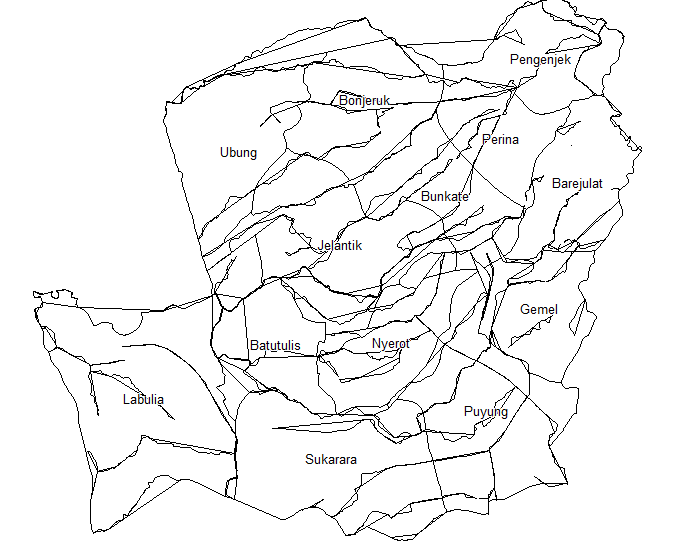 Pengenjek
Bonjeruk
Perina
Ubung
Barejulat
Bunkate
Jelantik
Gemel
Batutulis
Nyerot
Labulia
Puyung
Sukarara